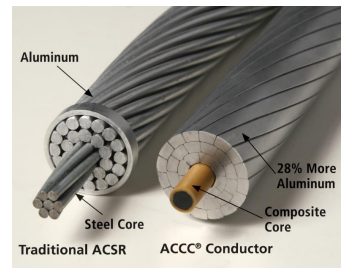 Aluminum
28% More
Aluminum
Steel Core
Composite
Core
Traditional ACSR
ACCC® Conductor